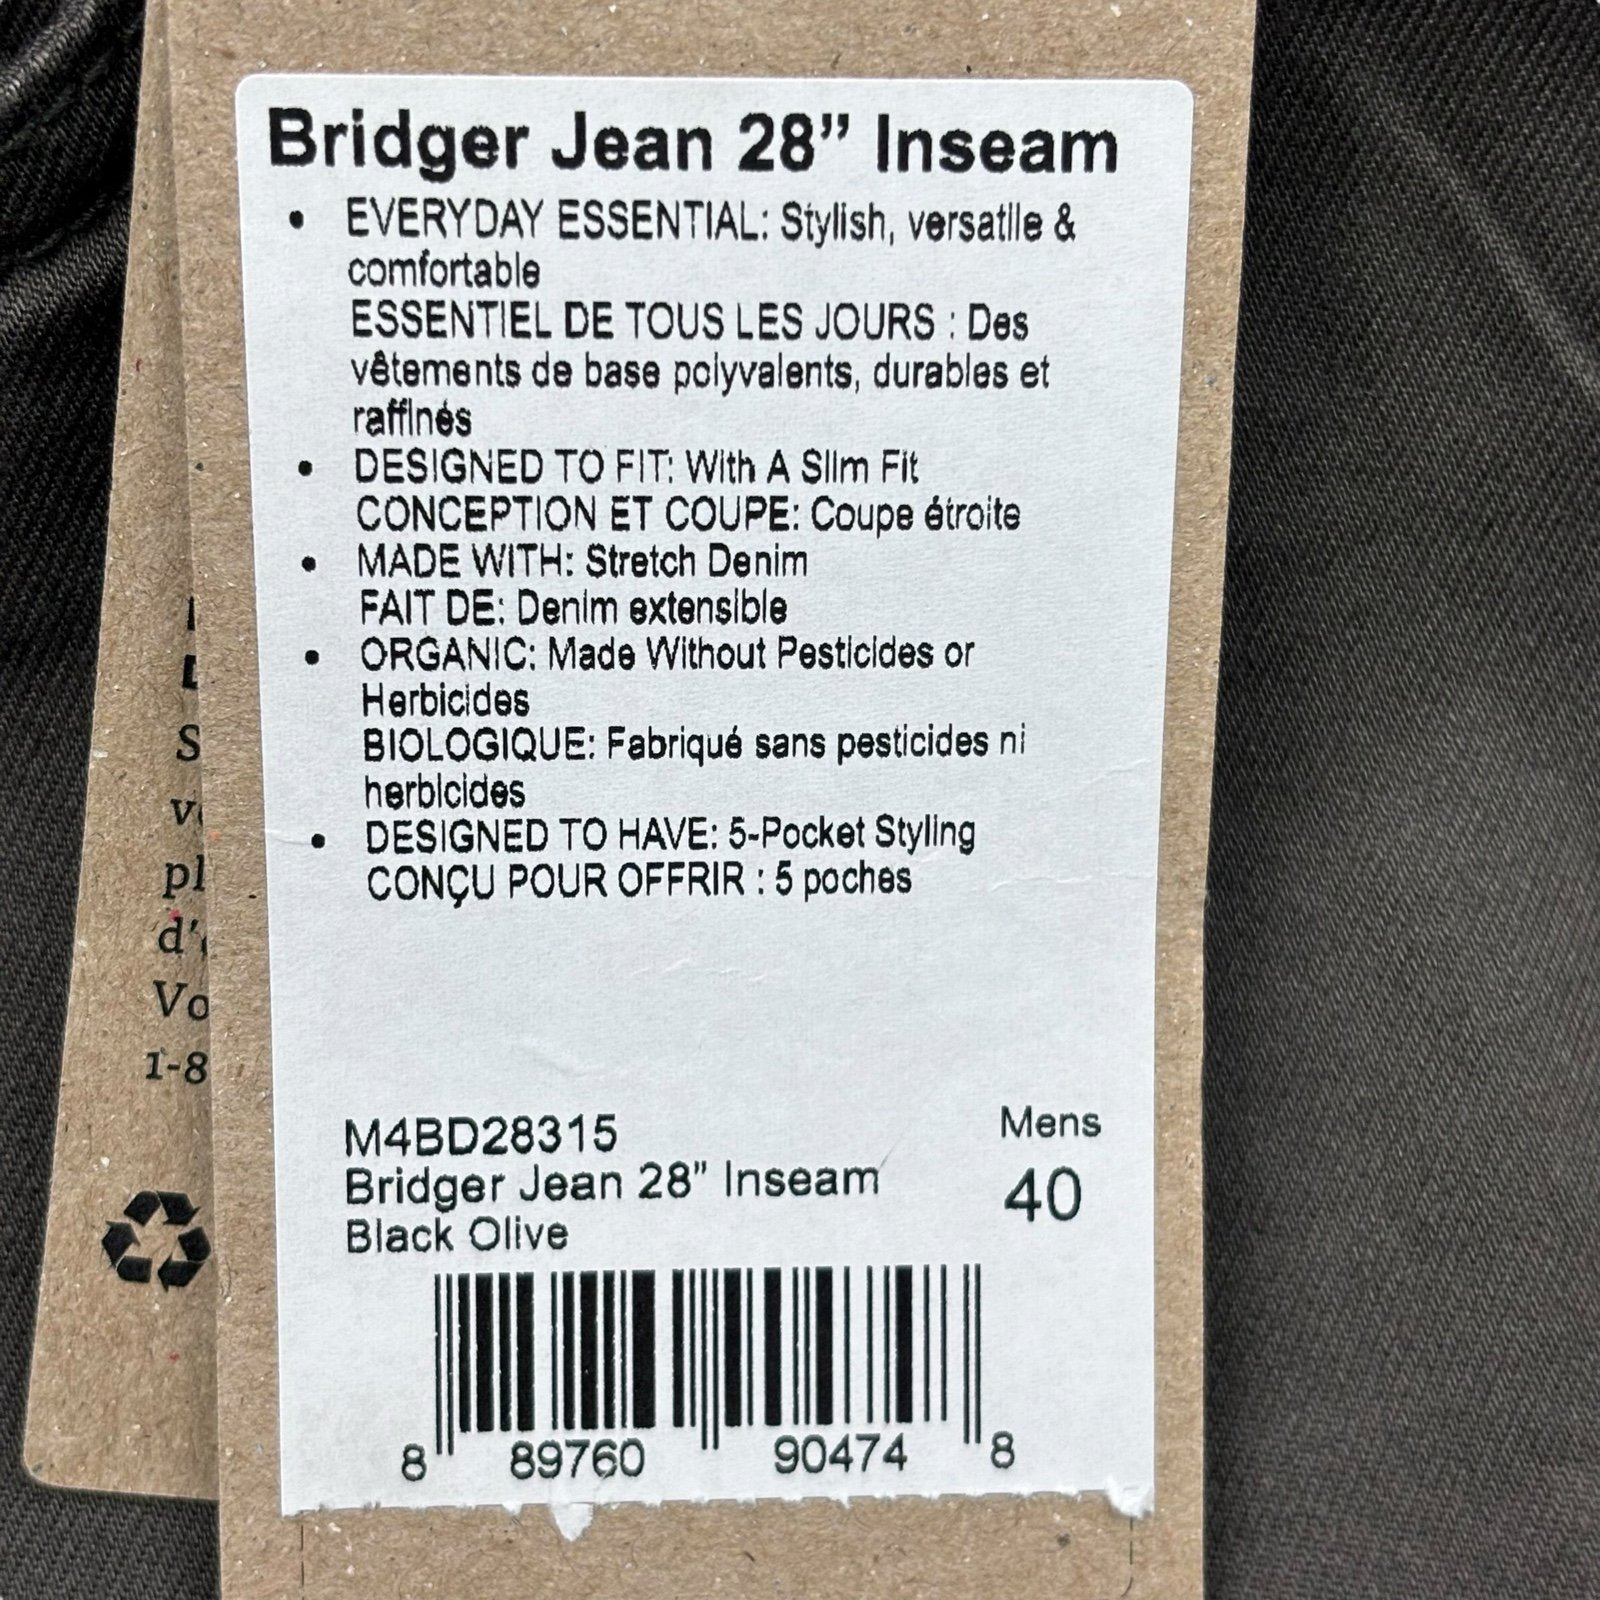 Bridger Jean 28” Inseam
• EVERYDAY ESSENTIAL: Stylish, versatile &
comfortable
ESSENTIEL DE TOUS LES JOURS : Des
vêtements de base polyvalents, durables et
raffinés
• DESIGNED TO FIT: With A Slim Fit
CONCEPTION ET COUPE: Coupe étroite
• MADE WITH: Stretch Denim
FAIT DE: Denim extensible
• ORGANIC: Made Without Pesticides or
Herbicides
BIOLOGIQUE: Fabriqué sans pesticides ni
herbicides
• DESIGNED TO HAVE: 5-Pocket Styling
CONÇU POUR OFFRIR : 5 poches
M4BD28315
Bridger Jean 28” Inseam
Black Olive
Mens
40
8 89760 90474 8
pl
Vo
1-8